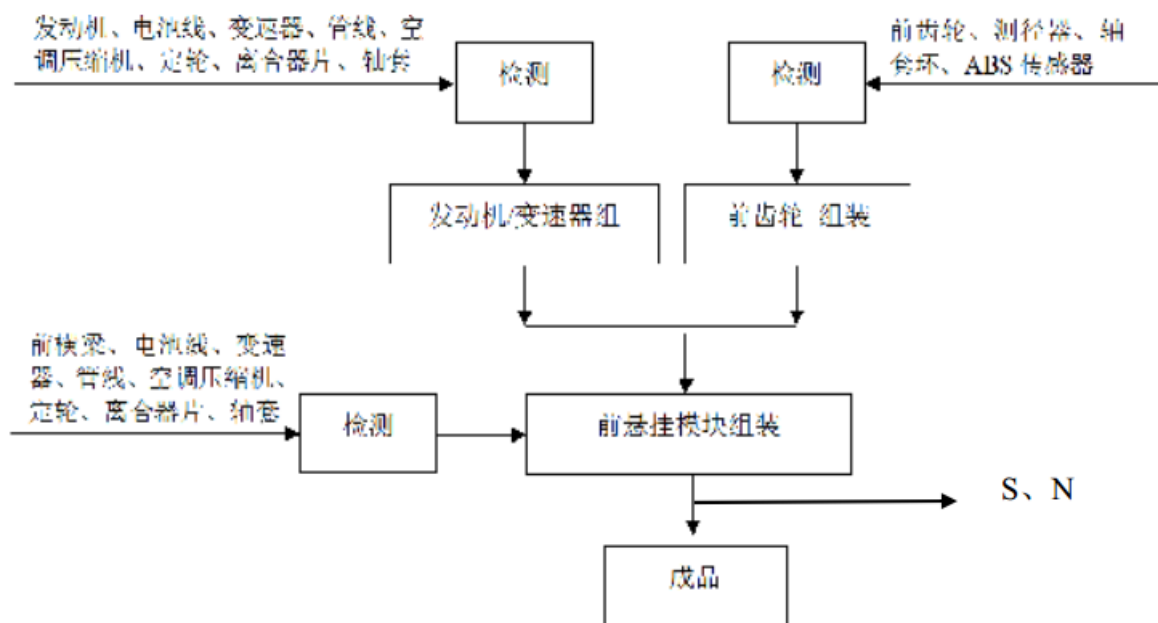 发动机、电池线、变速器、管线、空
调压缩机、定轮、离合器片、轴套
检测
检测
前齿轮、测径器、轴
套环、ABS 传感器
发动机/变速器组
前齿轮 组装
前横梁、电池线、变速
器、管线、空调压缩机、
定轮、离合器片、轴套
检测
前悬挂模块组装
S、N
成品